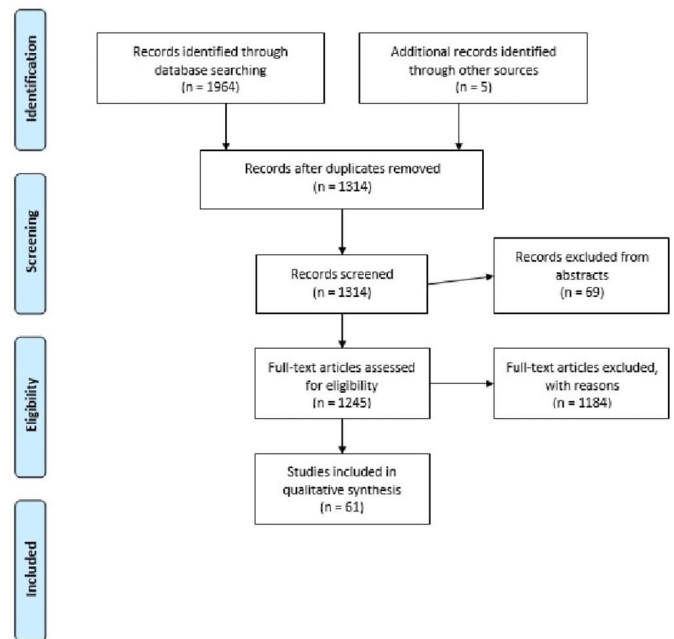 Identification
Records identified through
database searching
(n = 1964)
Additional records identified
through other sources
(n = 5)
Records after duplicates removed
(n = 1314)
Screening
Records screened
(n = 1314)
Records excluded from
abstracts
(n = 69)
Eligibility
Full-text articles assessed
for eligibility
(n = 1245)
Full-text articles excluded,
with reasons
(n = 1184)
Studies included in
qualitative synthesis
(n = 61)
Included